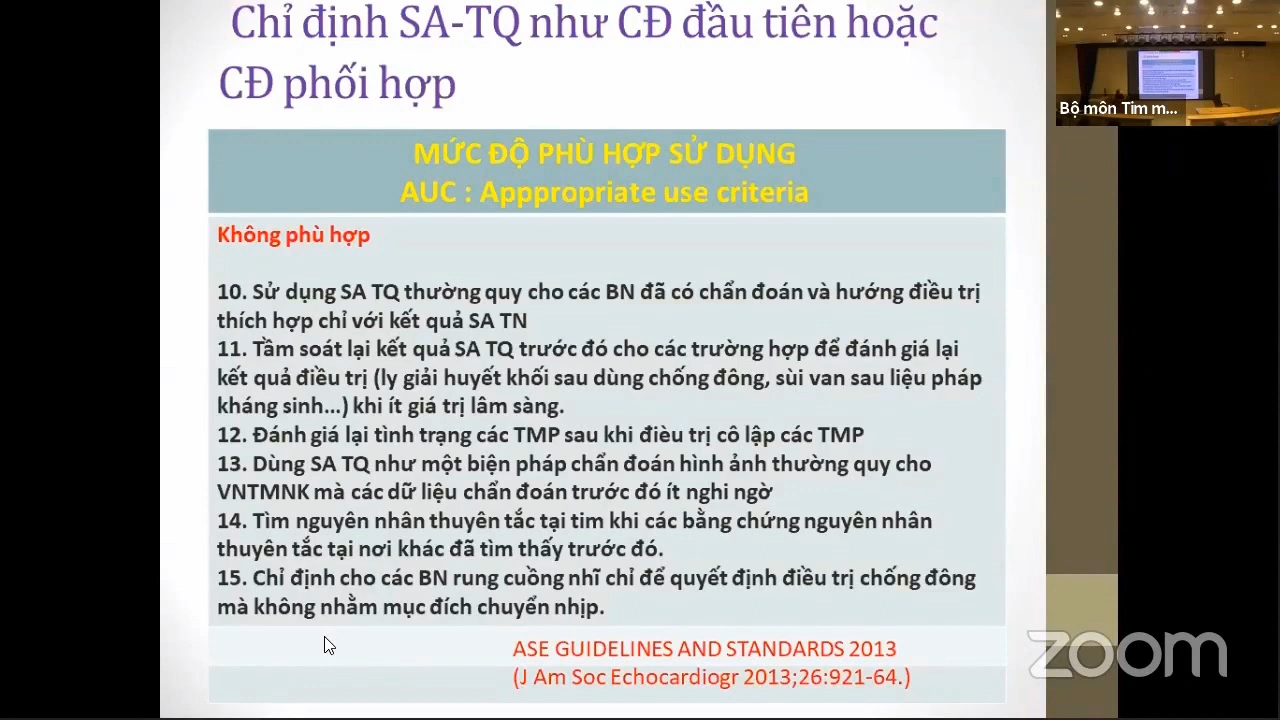 Chỉ định SA-TQ như CĐ đầu tiên hoặc
CĐ phối hợp
Bộ môn Tim m...
MỨC ĐỘ PHÙ HỢP SỬ DỤNG
AUC : Apppropriate use criteria
Không phù hợp
10. Sử dụng SA TQ thường quy cho các BN đã có chẩn đoán và hướng điều trị
thích hợp chỉ với kết quả SA TN
11. Tầm soát lại kết quả SA TQ trước đó cho các trường hợp để đánh giá lại
kết quả điều trị (ly giải huyết khối sau dùng chống đông, sùi van sau liệu pháp
kháng sinh...) khi ít giá trị lâm sàng.
12. Đánh giá lại tình trạng các TMP sau khi đièu trị cô lập các TMP
13. Dùng SA TQ như một biện pháp chẩn đoán hình ảnh thường quy cho
VNTMNK mà các dữ liệu chẩn đoán trước đó ít nghi ngờ
14. Tìm nguyên nhân thuyên tắc tại tim khi các bằng chứng nguyên nhân
thuyên tắc tại nơi khác đã tìm thấy trước đó.
15. Chỉ định cho các BN rung cuồng nhĩ chỉ để quyết định điều trị chống đông
mà không nhằm mục đích chuyển nhịp.
ASE GUIDELINES AND STANDARDS 2013
(J Am Soc Echocardiogr 2013;26:921-64.)
zoom